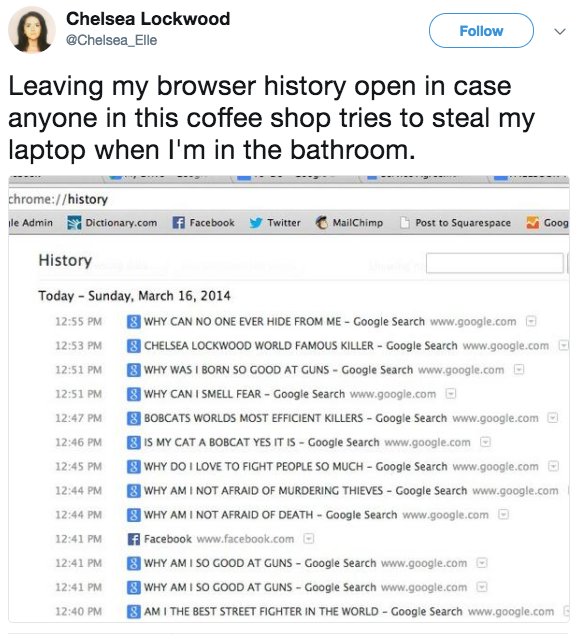 Chelsea Lockwood
@Chelsea_Elle
Follow
Leaving my browser history open in case
anyone in this coffee shop tries to steal my
laptop when I'm in the bathroom.
chrome://history
le Admin Dictionary.com Facebook Twitter MailChimp Post to Squarespace Goog
History
Today - Sunday, March 16, 2014
12:55 PM WHY CAN NO ONE EVER HIDE FROM ME - Google Search www.google.com
12:53 PM CHELSEA LOCKWOOD WORLD FAMOUS KILLER - Google Search www.google.com
12:51 PM WHY WAS I BORN SO GOOD AT GUNS - Google Search www.google.com
12:51 PM WHY CAN I SMELL FEAR - Google Search www.google.com
12:47 PM BOBCATS WORLDS MOST EFFICIENT KILLERS - Google Search www.google.com
12:46 PM IS MY CAT A BOBCAT YES IT IS - Google Search www.google.com
12:45 PM WHY DO I LOVE TO FIGHT PEOPLE SO MUCH - Google Search www.google.com
12:44 PM WHY AM I NOT AFRAID OF MURDERING THIEVES - Google Search www.google.com
12:44 PM WHY AM I NOT AFRAID OF DEATH - Google Search www.google.com
12:41 PM Facebook www.facebook.com
12:41 PM WHY AM I SO GOOD AT GUNS - Google Search www.google.com
12:41 PM WHY AM I SO GOOD AT GUNS - Google Search www.google.com
12:40 PM AM I THE BEST STREET FIGHTER IN THE WORLD - Google Search www.google.com